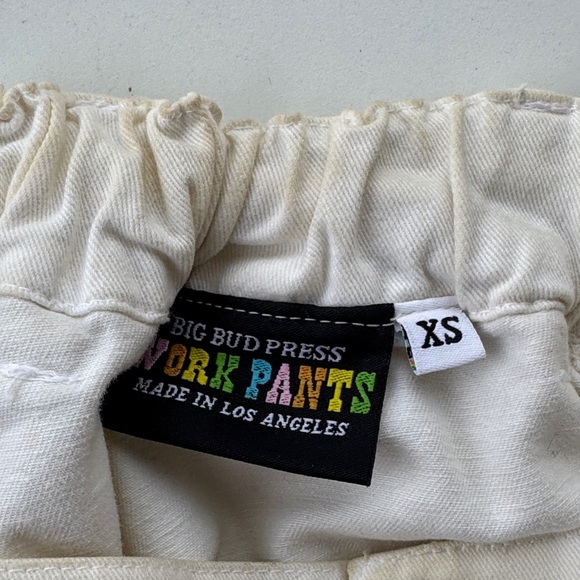 BIG BUD PRESS
WORK PANTS
MADE IN LOS ANGELES
XS